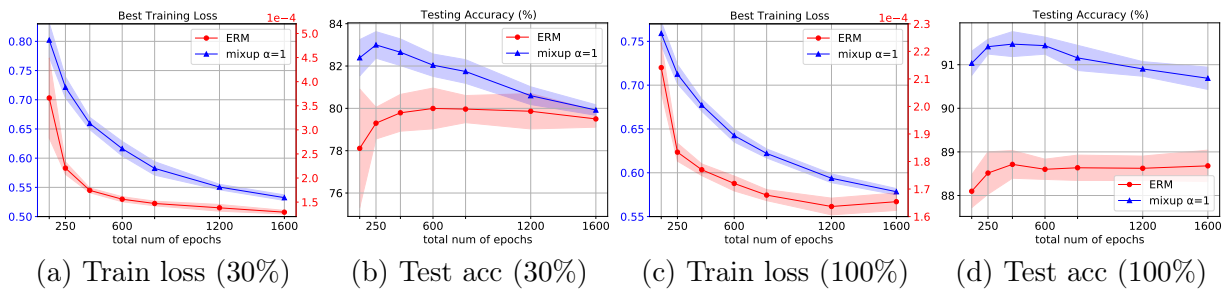 Best Training Loss
1e−4
0.80
0.75
0.70
0.65
0.60
0.55
0.50
5.0
4.5
4.0
3.5
3.0
2.5
2.0
1.5
ERM
mixup α=1
250
600
1200
1600
total num of epochs
(a) Train loss (30%)
Testing Accuracy (%)
84
82
80
78
76
ERM
mixup α=1
250
600
1200
1600
total num of epochs
(b) Test acc (30%)
Best Training Loss
1e−4
0.75
0.70
0.65
0.60
0.55
2.3
2.2
2.1
2.0
1.9
1.8
1.7
1.6
ERM
mixup α=1
250
600
1200
1600
total num of epochs
(c) Train loss (100%)
Testing Accuracy (%)
91
90
89
88
ERM
mixup α=1
250
600
1200
1600
total num of epochs
(d) Test acc (100%)